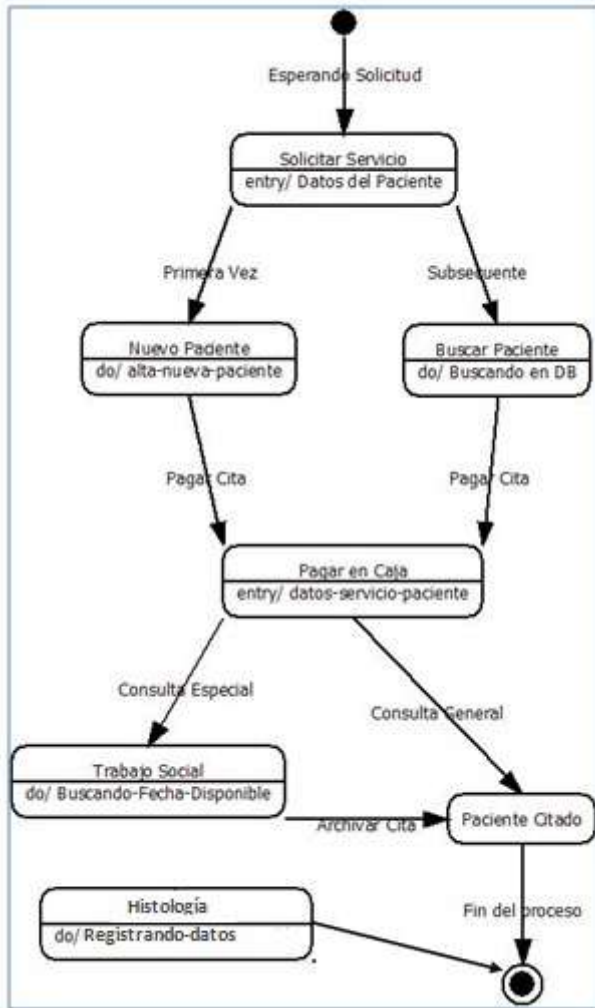 Esperando Solicitud
Solicitar Servicio
entry/ Datos del Paciente
Primera Vez
Subsequente
Nuevo Paciente
do/ alta-nueva-paciente
Buscar Paciente
do/ Buscando en DB
Pagar Cita
Pagar Cita
Pagar en Caja
entry/ datos-servicio-paciente
Consulta Especial
Consulta General
Trabajo Social
do/ Buscando-Fecha-Disponible
Archivar Cita
Paciente Citado
Histología
do/ Registrando-datos
Fin del proceso